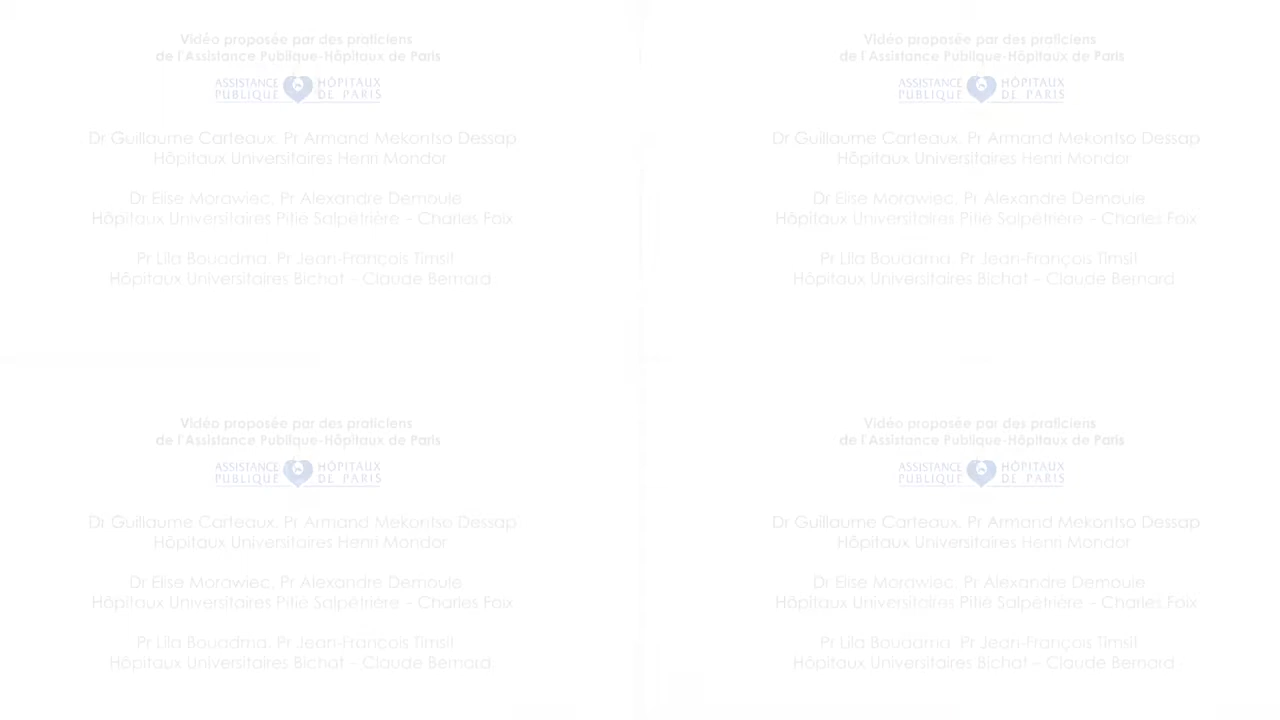 Vidéo proposée par des praticiens
de l'Assistance Publique-Hôpitaux de Paris
ASSISTANCE PUBLIQUE HÔPITAUX DE PARIS
Dr Guillaume Carteaux, Pr Armand Mekontso Dessap
Hôpitaux Universitaires Henri Mondor
Dr Elise Morawiec, Pr Alexandre Demoule
Hôpitaux Universitaires Pitié Salpêtrière – Charles Foix
Pr Lila Bouadma, Pr Jean-François Timsit
Hôpitaux Universitaires Bichat – Claude Bernard
Vidéo proposée par des praticiens
de l'Assistance Publique-Hôpitaux de Paris
ASSISTANCE PUBLIQUE HÔPITAUX DE PARIS
Dr Guillaume Carteaux, Pr Armand Mekontso Dessap
Hôpitaux Universitaires Henri Mondor
Dr Elise Morawiec, Pr Alexandre Demoule
Hôpitaux Universitaires Pitié Salpêtrière – Charles Foix
Pr Lila Bouadma, Pr Jean-François Timsit
Hôpitaux Universitaires Bichat – Claude Bernard
Vidéo proposée par des praticiens
de l'Assistance Publique-Hôpitaux de Paris
ASSISTANCE PUBLIQUE HÔPITAUX DE PARIS
Dr Guillaume Carteaux, Pr Armand Mekontso Dessap
Hôpitaux Universitaires Henri Mondor
Dr Elise Morawiec, Pr Alexandre Demoule
Hôpitaux Universitaires Pitié Salpêtrière – Charles Foix
Pr Lila Bouadma, Pr Jean-François Timsit
Hôpitaux Universitaires Bichat – Claude Bernard
Vidéo proposée par des praticiens
de l'Assistance Publique-Hôpitaux de Paris
ASSISTANCE PUBLIQUE HÔPITAUX DE PARIS
Dr Guillaume Carteaux, Pr Armand Mekontso Dessap
Hôpitaux Universitaires Henri Mondor
Dr Elise Morawiec, Pr Alexandre Demoule
Hôpitaux Universitaires Pitié Salpêtrière – Charles Foix
Pr Lila Bouadma, Pr Jean-François Timsit
Hôpitaux Universitaires Bichat – Claude Bernard